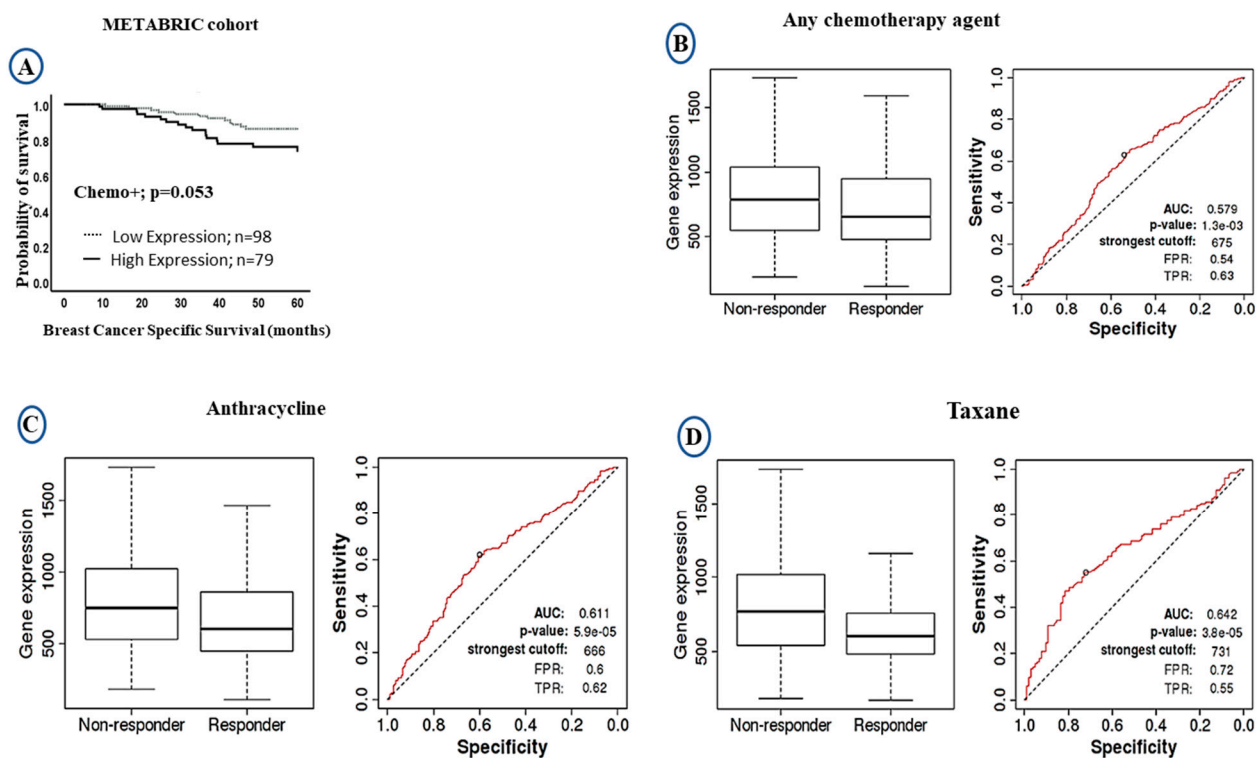 METABRIC cohort
A
Probability of survival
1.0
0.8
0.6
0.4
0.2
0.0
Chemo+; p=0.053
Low Expression; n=98
High Expression; n=79
0 10 20 30 40 50 60
Breast Cancer Specific Survival (months)
Any chemotherapy agent
B
Gene expression
1500
1000
500
Non-responder Responder
Sensitivity
1.0
0.8
0.6
0.4
0.2
0.0
AUC: 0.579
p-value: 1.3e-03
strongest cutoff: 675
FPR: 0.54
TPR: 0.63
1.0 0.8 0.6 0.4 0.2 0.0
Specificity
Anthracycline
C
Gene expression
1500
1000
500
Non-responder Responder
Sensitivity
1.0
0.8
0.6
0.4
0.2
0.0
AUC: 0.611
p-value: 5.9e-05
strongest cutoff: 666
FPR: 0.6
TPR: 0.62
1.0 0.8 0.6 0.4 0.2 0.0
Specificity
Taxane
D
Gene expression
1500
1000
500
Non-responder Responder
Sensitivity
1.0
0.8
0.6
0.4
0.2
0.0
AUC: 0.642
p-value: 3.8e-05
strongest cutoff: 731
FPR: 0.72
TPR: 0.55
1.0 0.8 0.6 0.4 0.2 0.0
Specificity